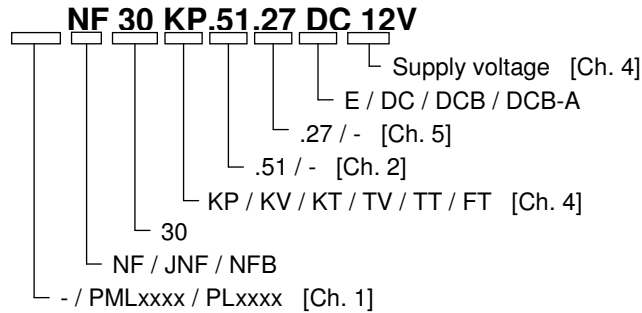 NF 30 KP.51.27 DC 12V
Supply voltage [Ch. 4]
E / DC / DCB / DCB-A
.27 / - [Ch. 5]
.51 / - [Ch. 2]
KP / KV / KT / TV / TT / FT [Ch. 4]
30
NF / JNF / NFB
- / PMLxxxx / PLxxxx [Ch. 1]